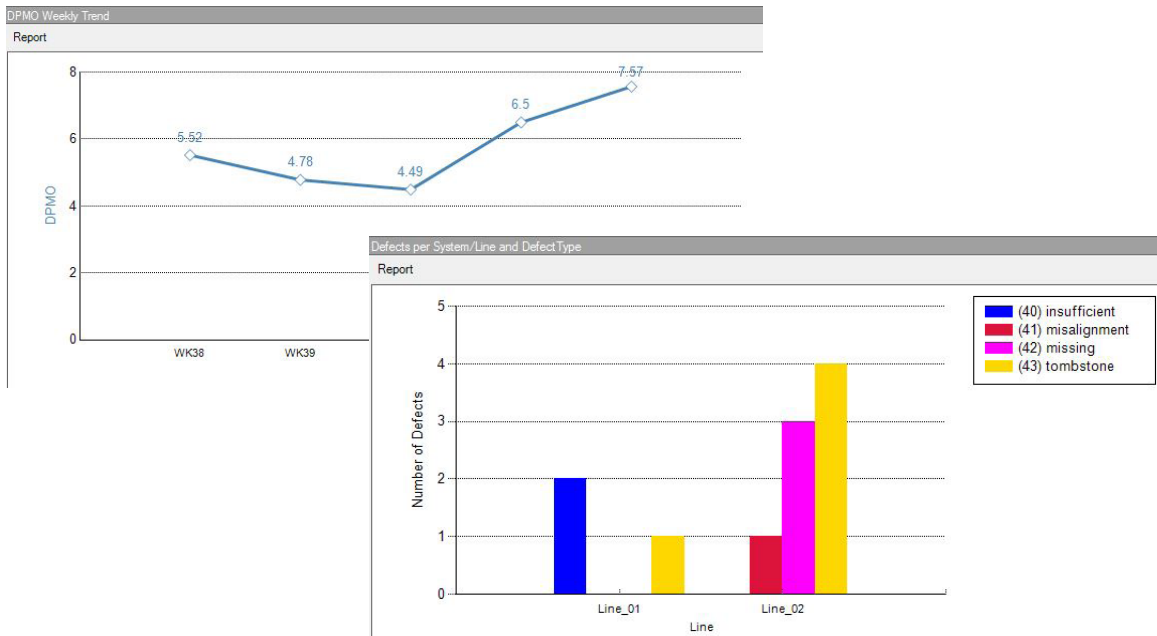 DPMO Weekly Trend
Report
8
6
4
2
0
DPMO
5.52
4.78
4.49
6.5
7.57
WK38
WK39
Defects per System/Line and DefectType
Report
5
4
3
2
1
0
Number of Defects
Line_01
Line_02
Line
(40) insufficient
(41) misalignment
(42) missing
(43) tombstone